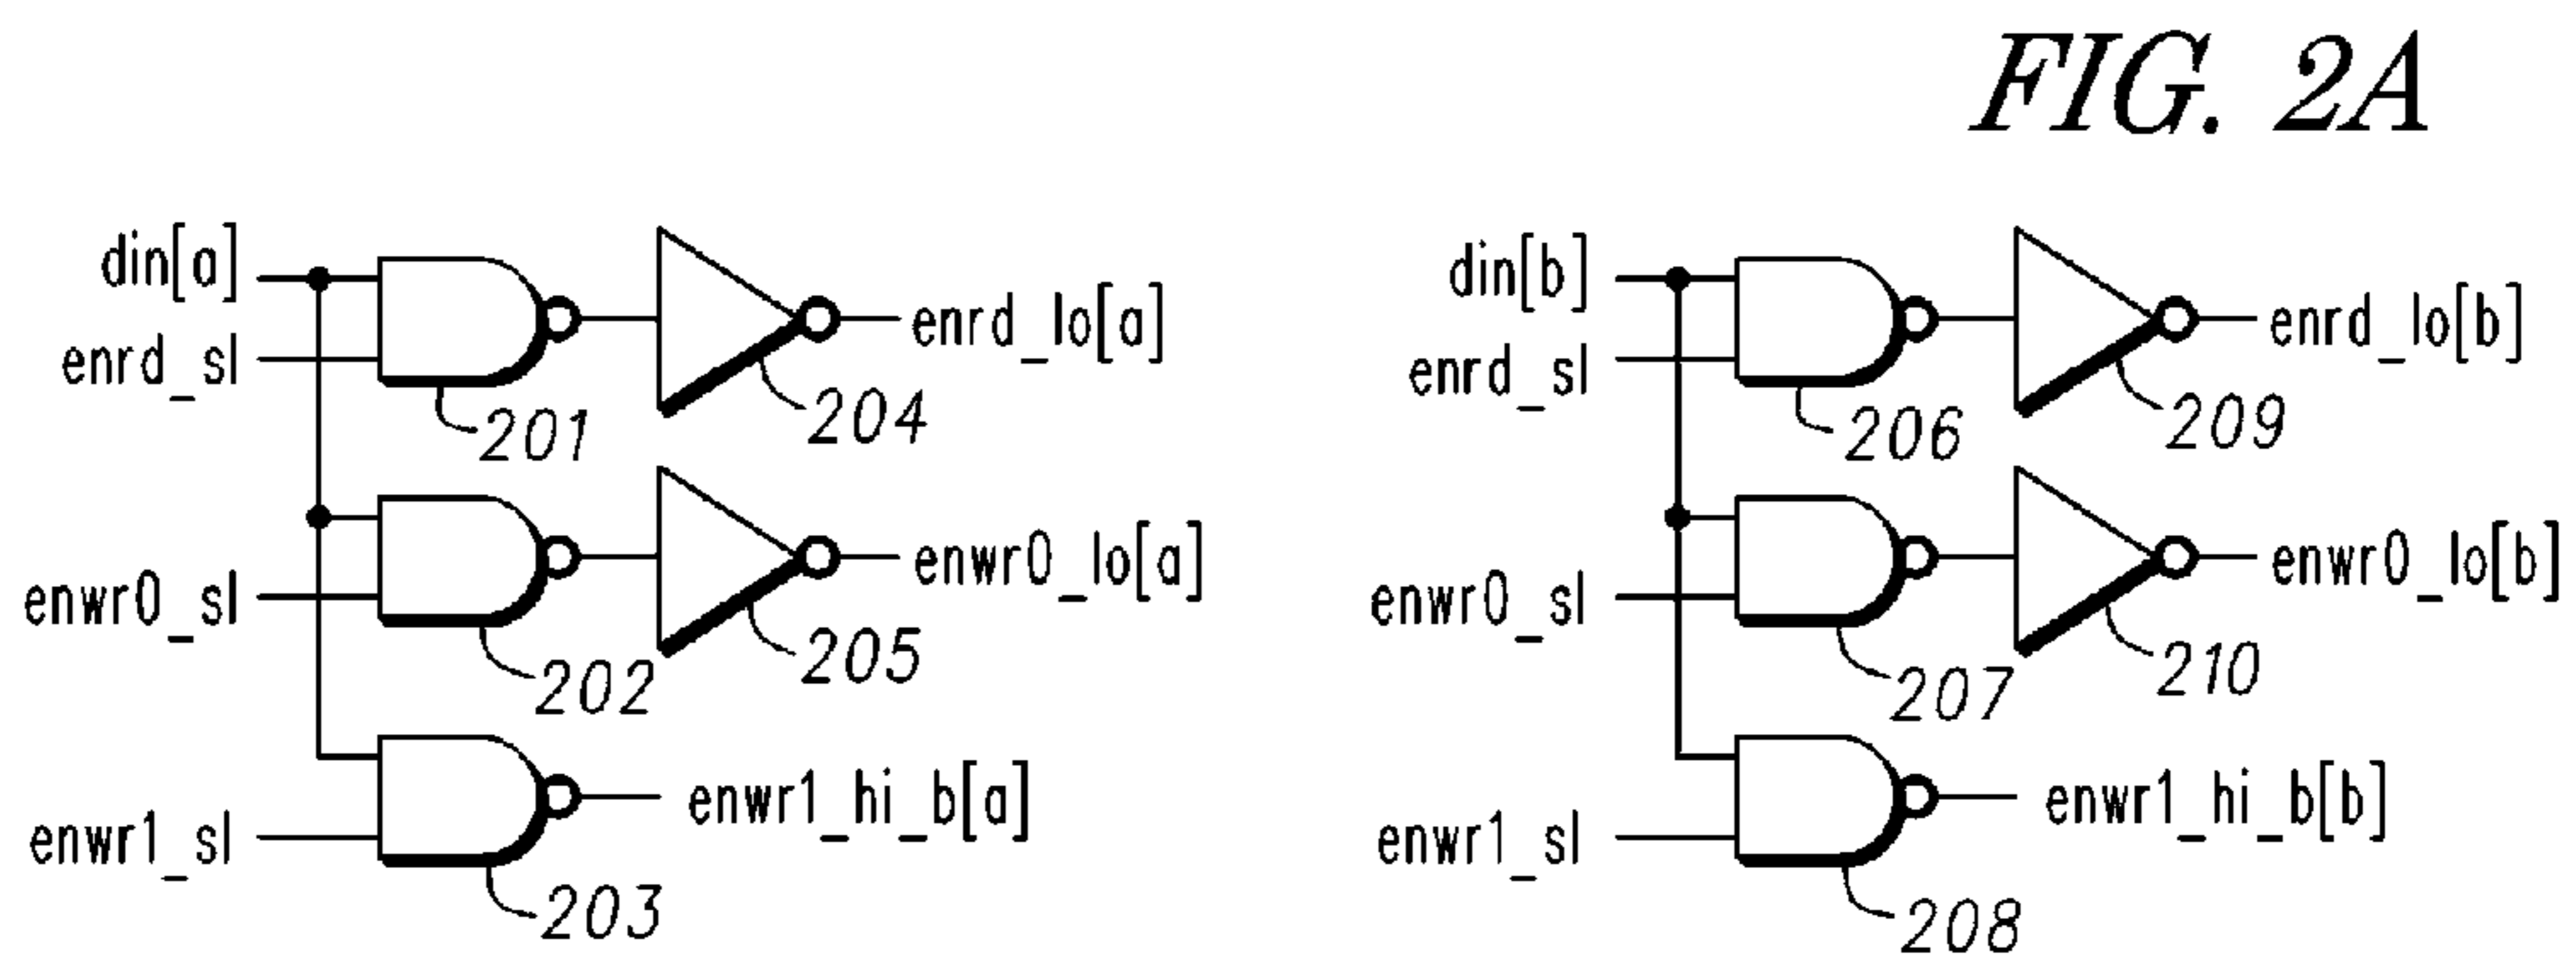 FIG. 2A
din[a]
enrd_sl
201
204
enrd_lo[a]
enwr0_sl
202
205
enwr0_lo[a]
enwr1_sl
203
enwr1_hi_b[a]
din[b]
enrd_sl
206
209
enrd_lo[b]
enwr0_sl
207
210
enwr0_lo[b]
enwr1_sl
208
enwr1_hi_b[b]